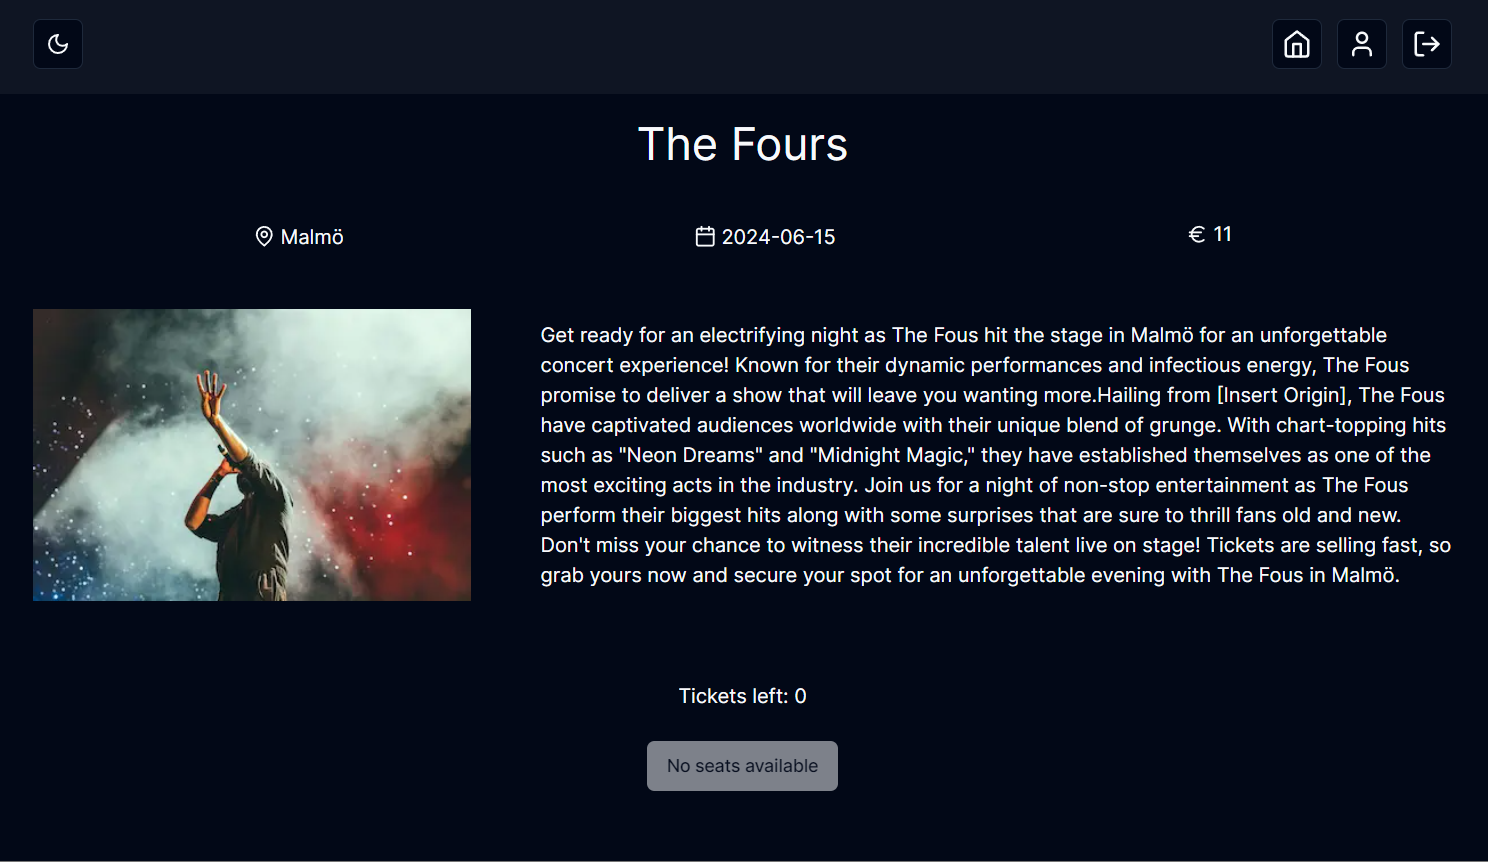 The Fours
Malmö
2024-06-15
€ 11
Get ready for an electrifying night as The Fous hit the stage in Malmö for an unforgettable
concert experience! Known for their dynamic performances and infectious energy, The Fous
promise to deliver a show that will leave you wanting more.Hailing from [Insert Origin], The Fous
have captivated audiences worldwide with their unique blend of grunge. With chart-topping hits
such as "Neon Dreams" and "Midnight Magic," they have established themselves as one of the
most exciting acts in the industry. Join us for a night of non-stop entertainment as The Fous
perform their biggest hits along with some surprises that are sure to thrill fans old and new.
Don't miss your chance to witness their incredible talent live on stage! Tickets are selling fast, so
grab yours now and secure your spot for an unforgettable evening with The Fous in Malmö.
Tickets left: 0
No seats available